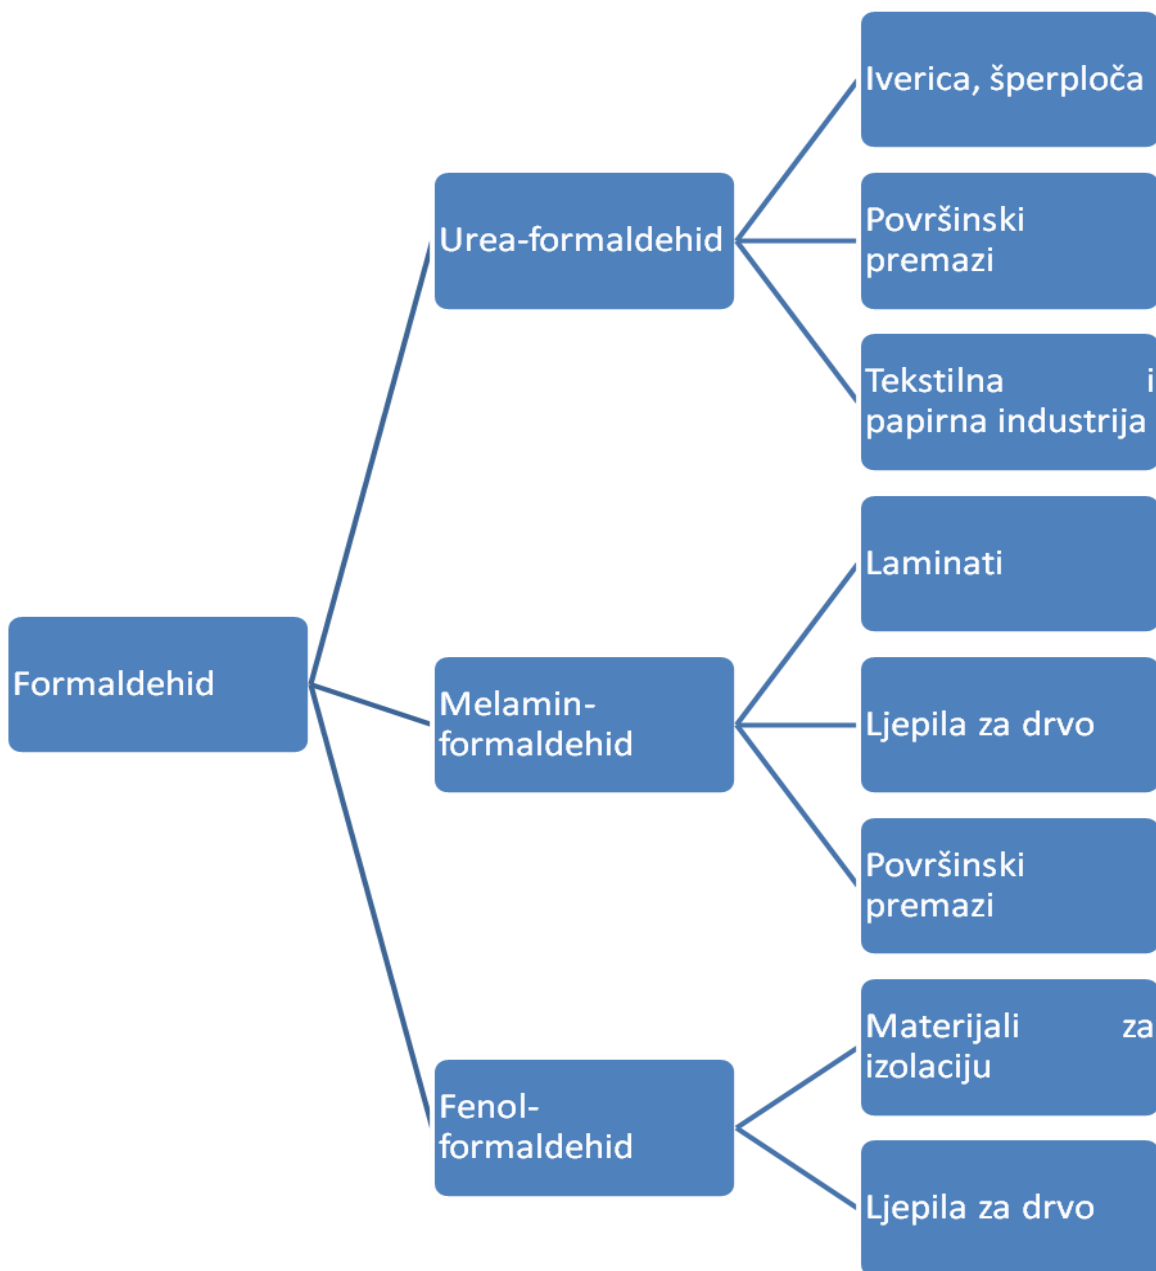 Iverica, šperploča
Urea-formaldehid
Površinski
premazi
Tekstilna i
papirna industrija
Formaldehid
Melamin-
formaldehid
Laminati
Ljepila za drvo
Površinski
premazi
Fenol-
formaldehid
Materijali za
izolaciju
Ljepila za drvo